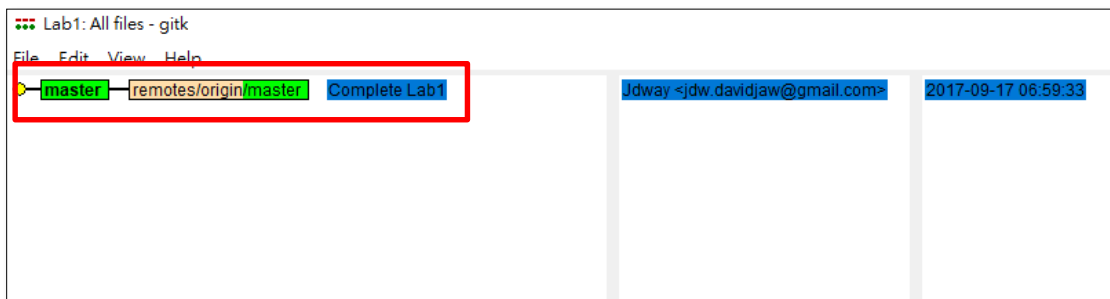 Lab1: All files - gitk
File Edit View Help
master remotes/origin/master Complete Lab1 Jdway <jdw.davidjaw@gmail.com> 2017-09-17 06:59:33